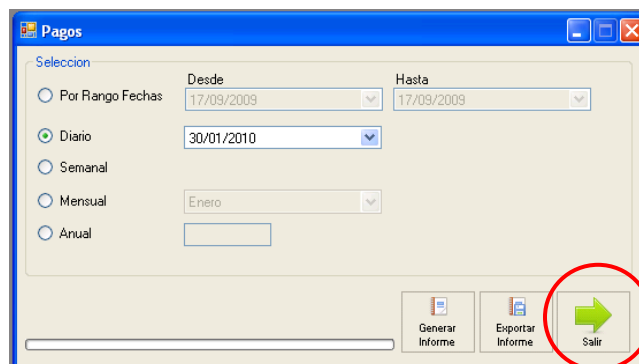 Pagos
Seleccion
Desde Hasta
Por Rango Fechas 17/09/2009 17/09/2009
Diario 30/01/2010
Semanal
Mensual Enero
Anual
Generar Informe
Exportar Informe
Salir